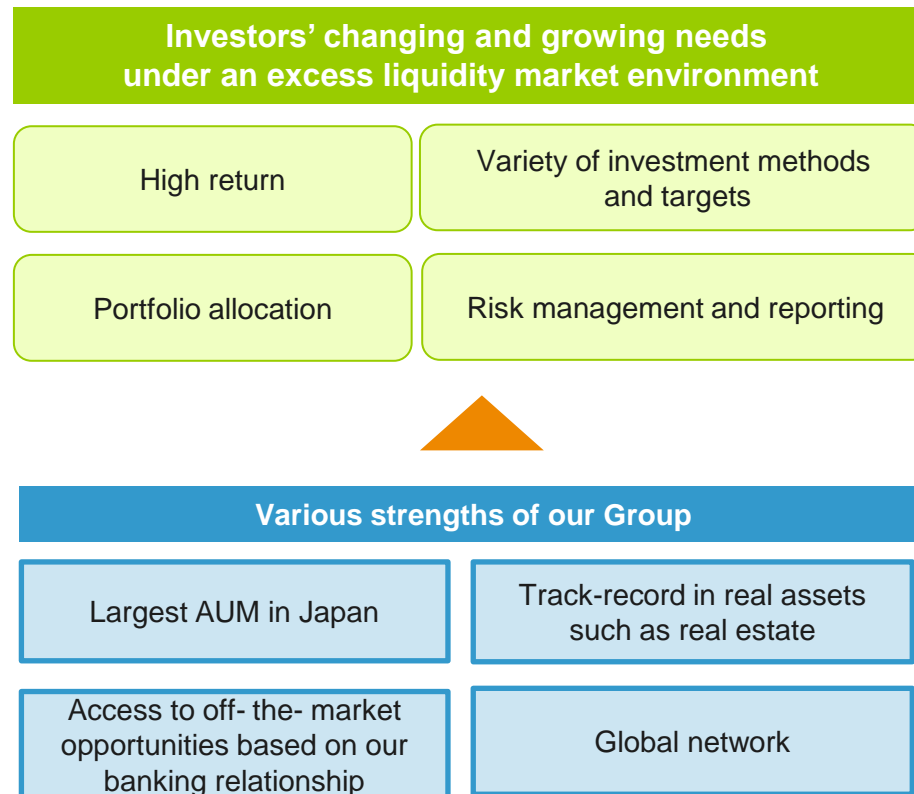 Investors’ changing and growing needs
under an excess liquidity market environment
High return
Variety of investment methods
and targets
Portfolio allocation
Risk management and reporting
Various strengths of our Group
Largest AUM in Japan
Track-record in real assets
such as real estate
Access to off- the- market
opportunities based on our
banking relationship
Global network